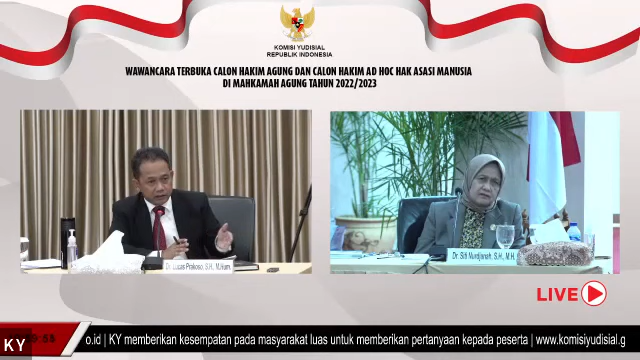 KOMISI YUDISIAL
REPUBLIK INDONESIA
WAWANCARA TERBUKA CALON HAKIM AGUNG DAN CALON HAKIM AD HOC HAK ASASI MANUSIA
DI MAHKAMAH AGUNG TAHUN 2022/2023
Dr. Lucas Prakoso, S.H., M.Hum.
Dr. Siti Nurdjanah, S.H., M.H.
LIVE
KY
o.id | KY memberikan kesempatan pada masyarakat luas untuk memberikan pertanyaan kepada peserta | www.komisiyudisial.g